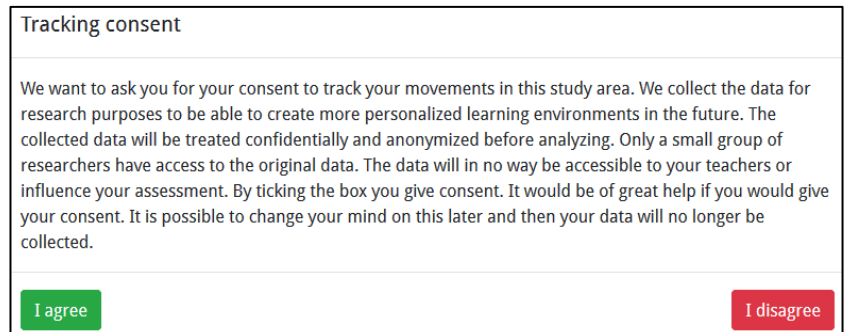 Tracking consent
We want to ask you for your consent to track your movements in this study area. We collect the data for
research purposes to be able to create more personalized learning environments in the future. The
collected data will be treated confidentially and anonymized before analyzing. Only a small group of
researchers have access to the original data. The data will in no way be accessible to your teachers or
influence your assessment. By ticking the box you give consent. It would be of great help if you would give
your consent. It is possible to change your mind on this later and then your data will no longer be
collected.
I agree
I disagree